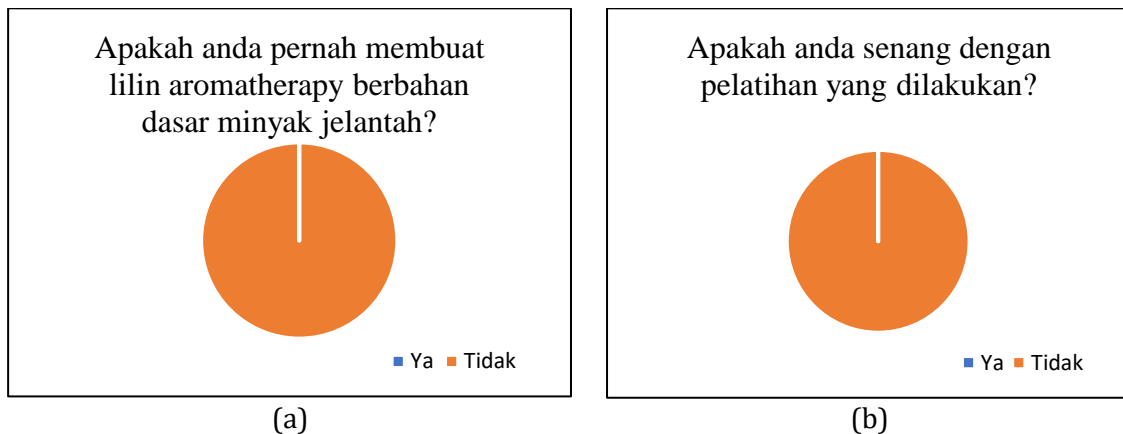 Apakah anda pernah membuat
lilin aromatherapy berbahan
dasar minyak jelantah?
Ya Tidak
(a)
Apakah anda senang dengan
pelatihan yang dilakukan?
Ya Tidak
(b)